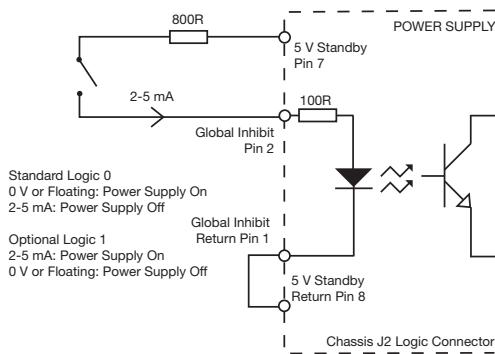 800R
POWER SUPPLY
5 V Standby
Pin 7
2-5 mA
100R
Global Inhibit
Pin 2
Standard Logic 0
0 V or Floating: Power Supply On
2-5 mA: Power Supply Off
Optional Logic 1
2-5 mA: Power Supply On
0 V or Floating: Power Supply Off
Global Inhibit
Return Pin 1
5 V Standby
Return Pin 8
Chassis J2 Logic Connector